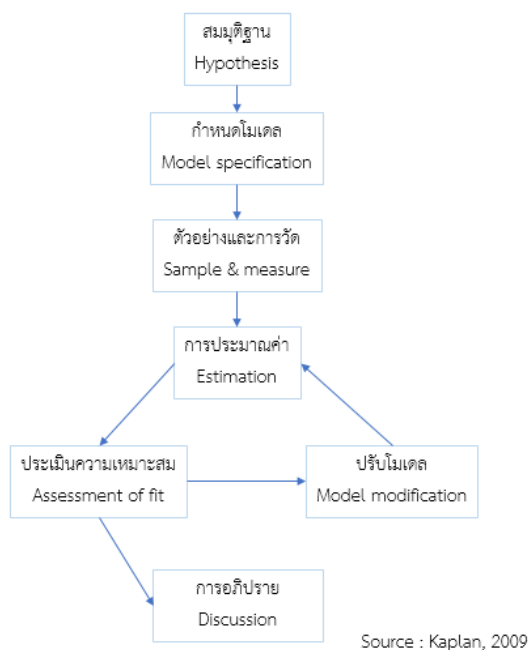 สมมุติฐาน
Hypothesis
กำหนดโมเดล
Model specification
ตัวอย่างและการวัด
Sample & measure
การประมาณค่า
Estimation
ประเมินความเหมาะสม
Assessment of fit
ปรับโมเดล
Model modification
การอภิปราย
Discussion
Source : Kaplan, 2009